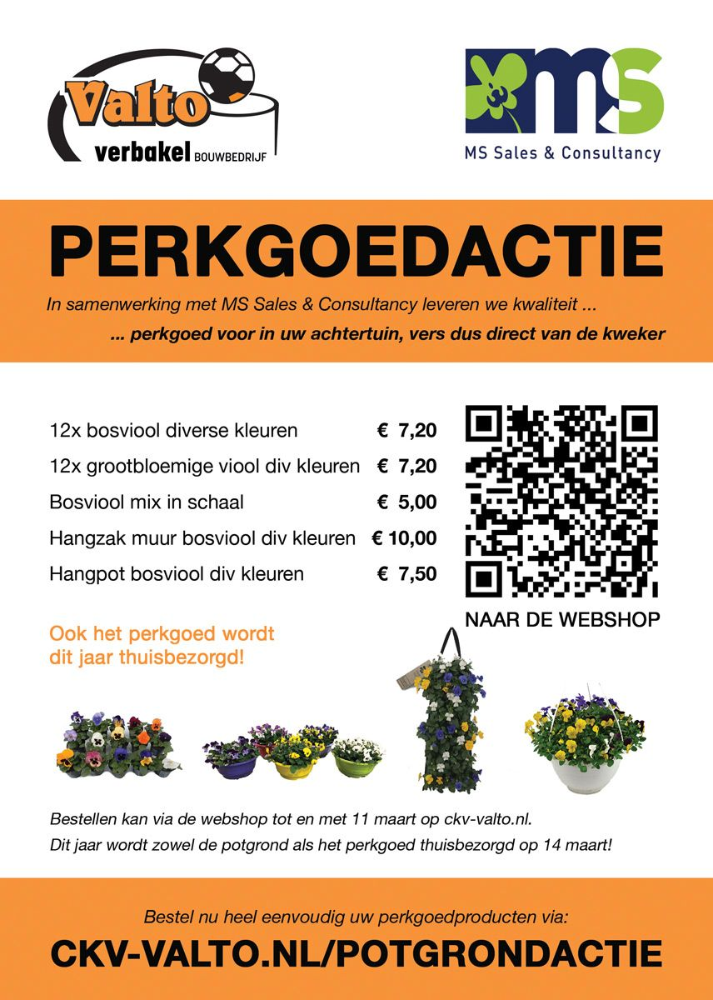 Valto
verbakel BOUWBEDRIJF
ms
MS Sales & Consultancy
PERKGOEDACTIE
In samenwerking met MS Sales & Consultancy leveren we kwaliteit ...
... perkgoed voor in uw achtertuin, vers dus direct van de kweker
12x bosviool diverse kleuren € 7,20
12x grootbloemige viool div kleuren € 7,20
Bosviool mix in schaal € 5,00
Hangzak muur bosviool div kleuren € 10,00
Hangpot bosviool div kleuren € 7,50
NAAR DE WEBSHOP
Ook het perkgoed wordt
dit jaar thuisbezorgd!
Bestellen kan via de webshop tot en met 11 maart op ckv-valto.nl.
Dit jaar wordt zowel de potgrond als het perkgoed thuisbezorgd op 14 maart!
Bestel nu heel eenvoudig uw perkgoedproducten via:
CKV-VALTO.NL/POTGRONDACTIE